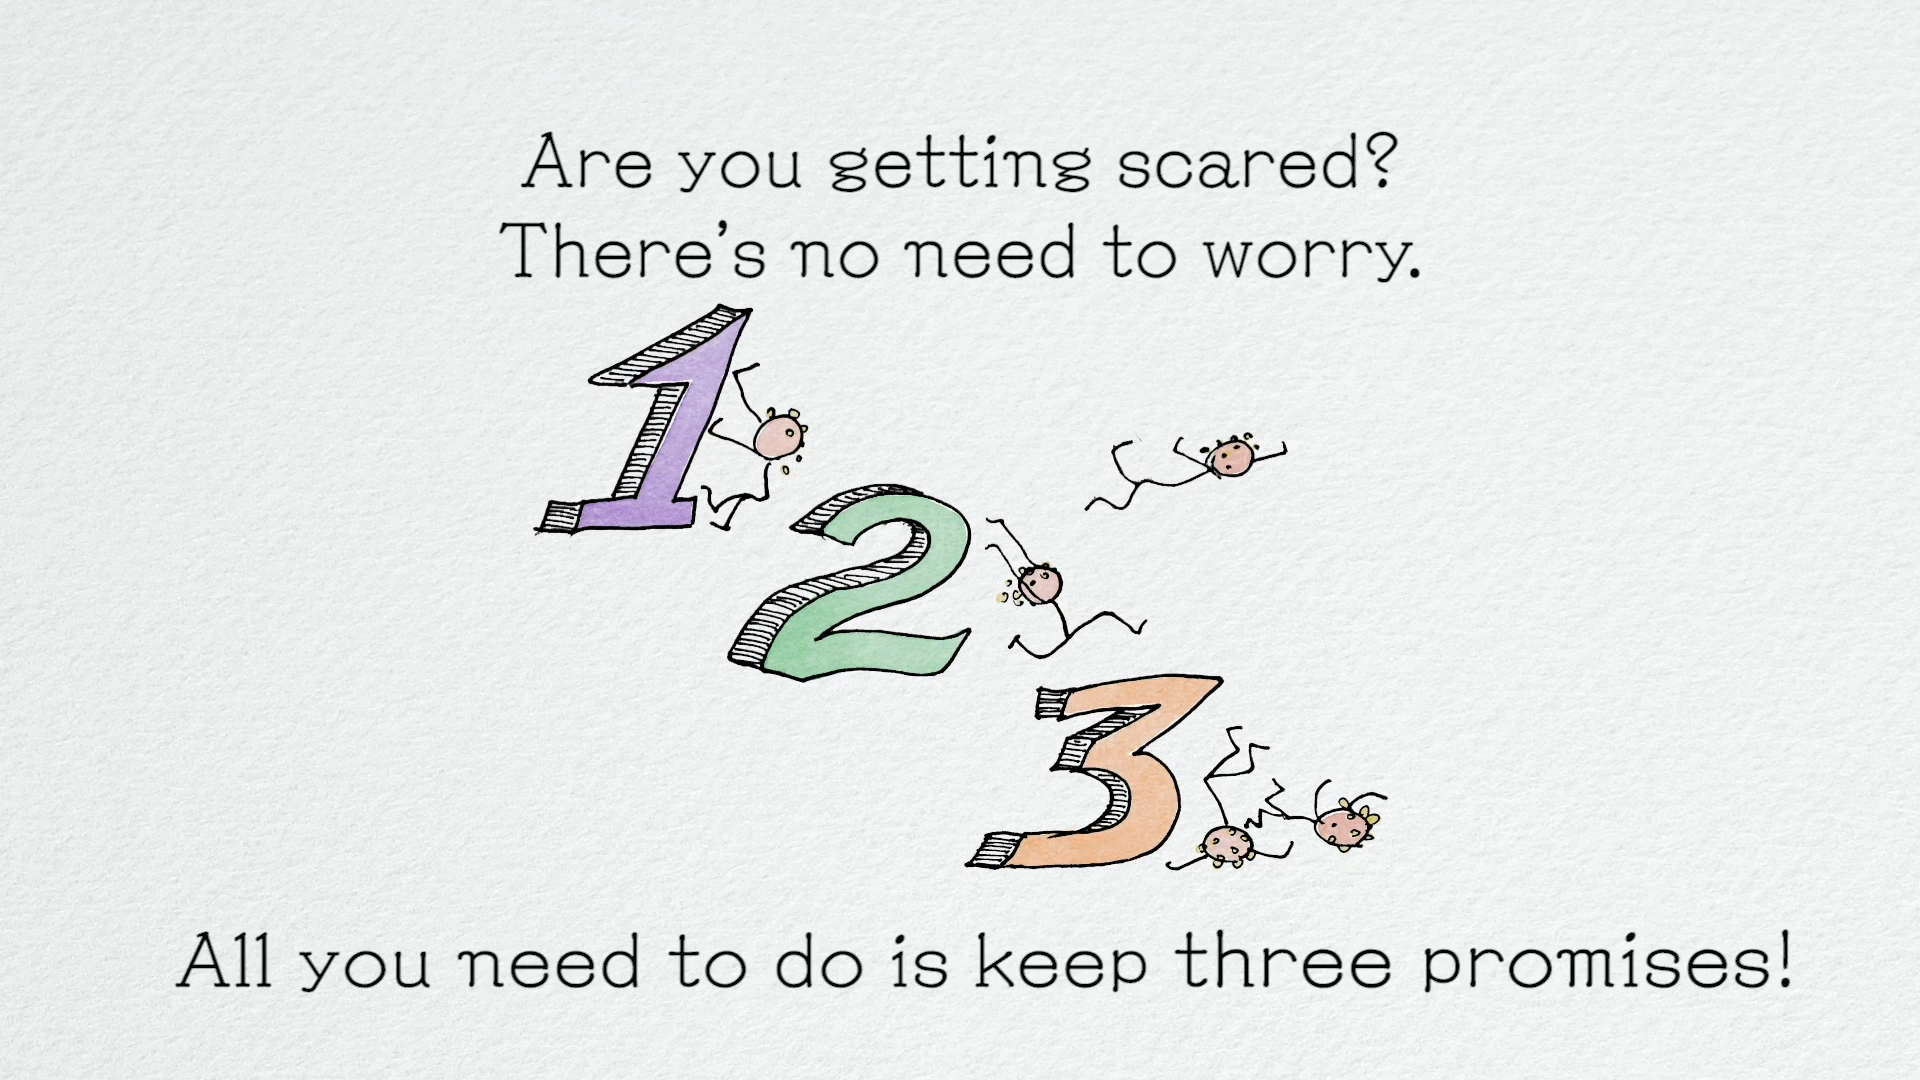 Are you getting scared?
There's no need to worry.
1
2
3
All you need to do is keep three promises!